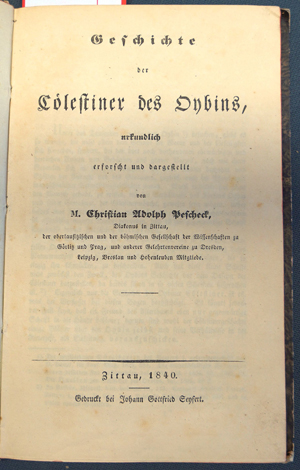 Geschichte
der
Cölestiner des Oybins,
urkundlich
erforscht und dargestellt
von
M. Christian Adolph Pescheck,
Diakonus in Zittau,
der oberlausitzischen und der böhmischen Gesellschaft der Wissenschaften zu
Görlitz und Prag, und anderer Gelehrtenvereine zu Dresden,
Leipzig, Breslau und Hohenleuben Mitgliede.
Zittau, 1840.
Gedruckt bei Johann Gottfried Seyfert.